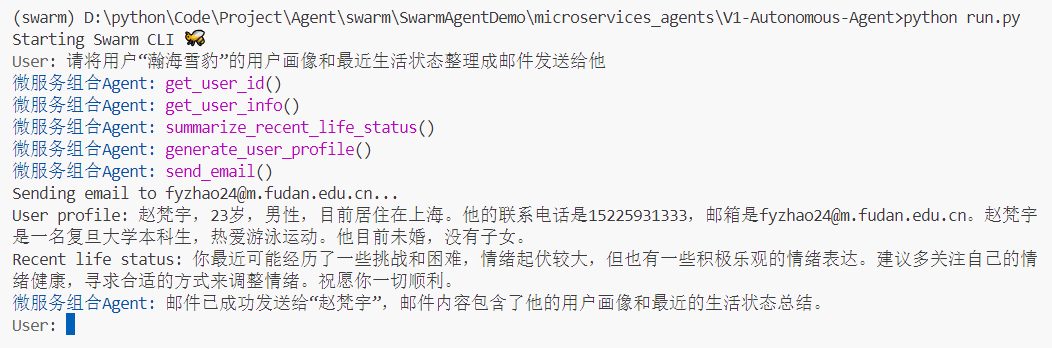 (swarm) D:\python\Code\Project\Agent\swarm\SwarmAgentDemo\microservices_agents\V1-Autonomous-Agent>python run.py
Starting Swarm CLI 🐝
User: 请将用户“瀚海雪豹”的用户画像和最近生活状态整理成邮件发送给他
微服务组合Agent: get_user_id()
微服务组合Agent: get_user_info()
微服务组合Agent: summarize_recent_life_status()
微服务组合Agent: generate_user_profile()
微服务组合Agent: send_email()
Sending email to fyzhao24@m.fudan.edu.cn...
User profile: 赵梵宇，23岁，男性，目前居住在上海。他的联系电话是15225931333，邮箱是fyzhao24@m.fudan.edu.cn。赵梵宇
是一名复旦大学本科生，热爱游泳运动。他目前未婚，没有子女。
Recent life status: 你最近可能经历了一些挑战和困难，情绪起伏较大，但也有一些积极乐观的情绪表达。建议多关注自己的情
绪健康，寻求合适的方式来调整情绪。祝愿你一切顺利。
微服务组合Agent: 邮件已成功发送给“赵梵宇”，邮件内容包含了他的用户画像和最近的生活状态总结。
User: